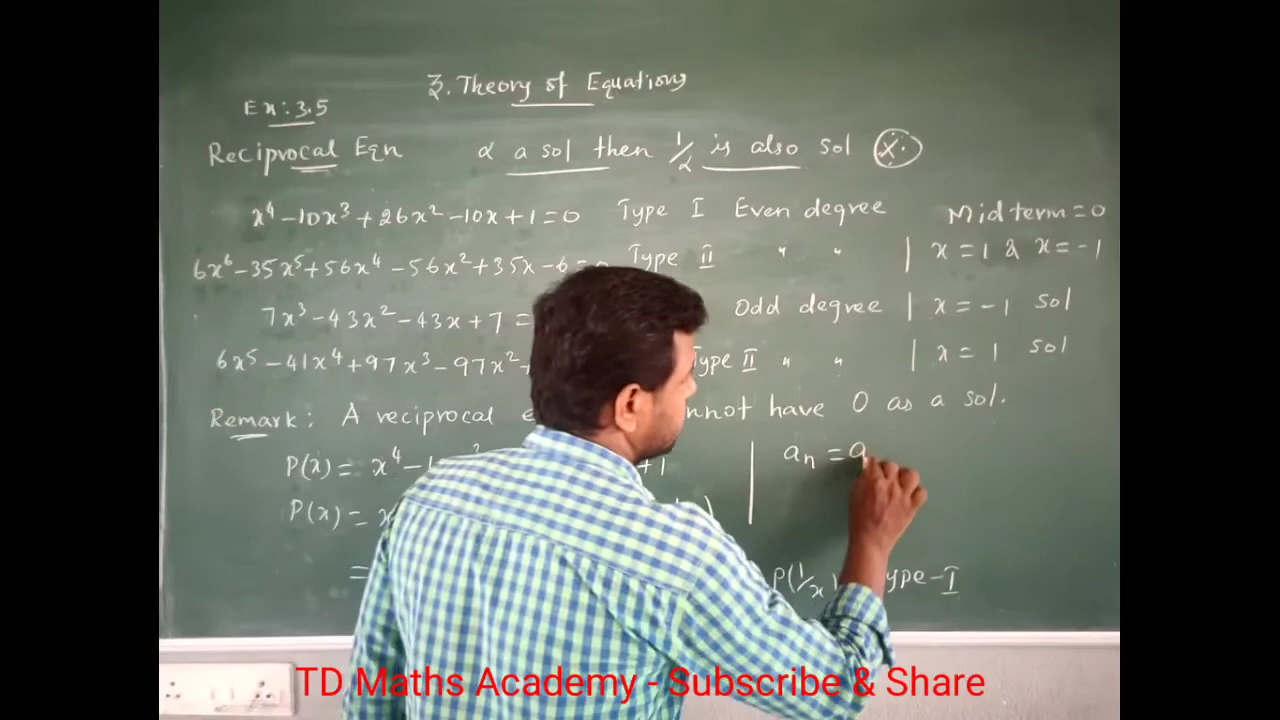 3. Theory of Equations
Ex: 3.5
Reciprocal Eqn α a sol then 1/α is also sol
x⁴ - 10x³ + 26x² - 10x + 1 = 0 Type I Even degree Mid term = 0
6x⁶ - 35x⁵ + 56x⁴ - 56x² + 35x - 6 = Type II " " | x = 1 & x = -1
7x³ - 43x² - 43x + 7 = Odd degree | x = -1 sol
6x⁵ - 41x⁴ + 97x³ - 97x² Type II " " | x = 1 sol
Remark: A reciprocal have 0 as a sol.
P(x) = x⁴ + 1 | aₙ = a
P(x) =
= P(1/x) Type - I
TD Maths Academy - Subscribe & Share